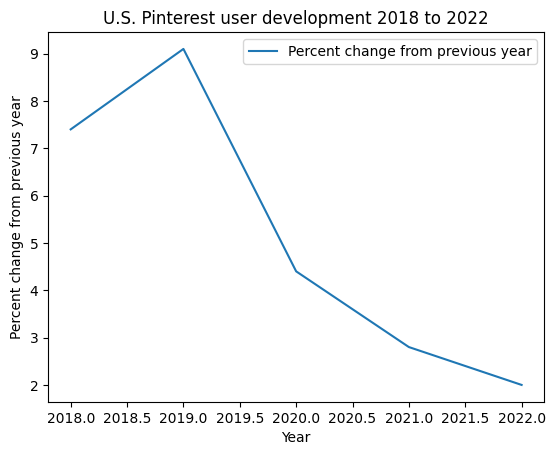 U.S. Pinterest user development 2018 to 2022
Percent change from previous year
Percent change from previous year
9
8
7
6
5
4
3
2
2018.0 2018.5 2019.0 2019.5 2020.0 2020.5 2021.0 2021.5 2022.0
Year